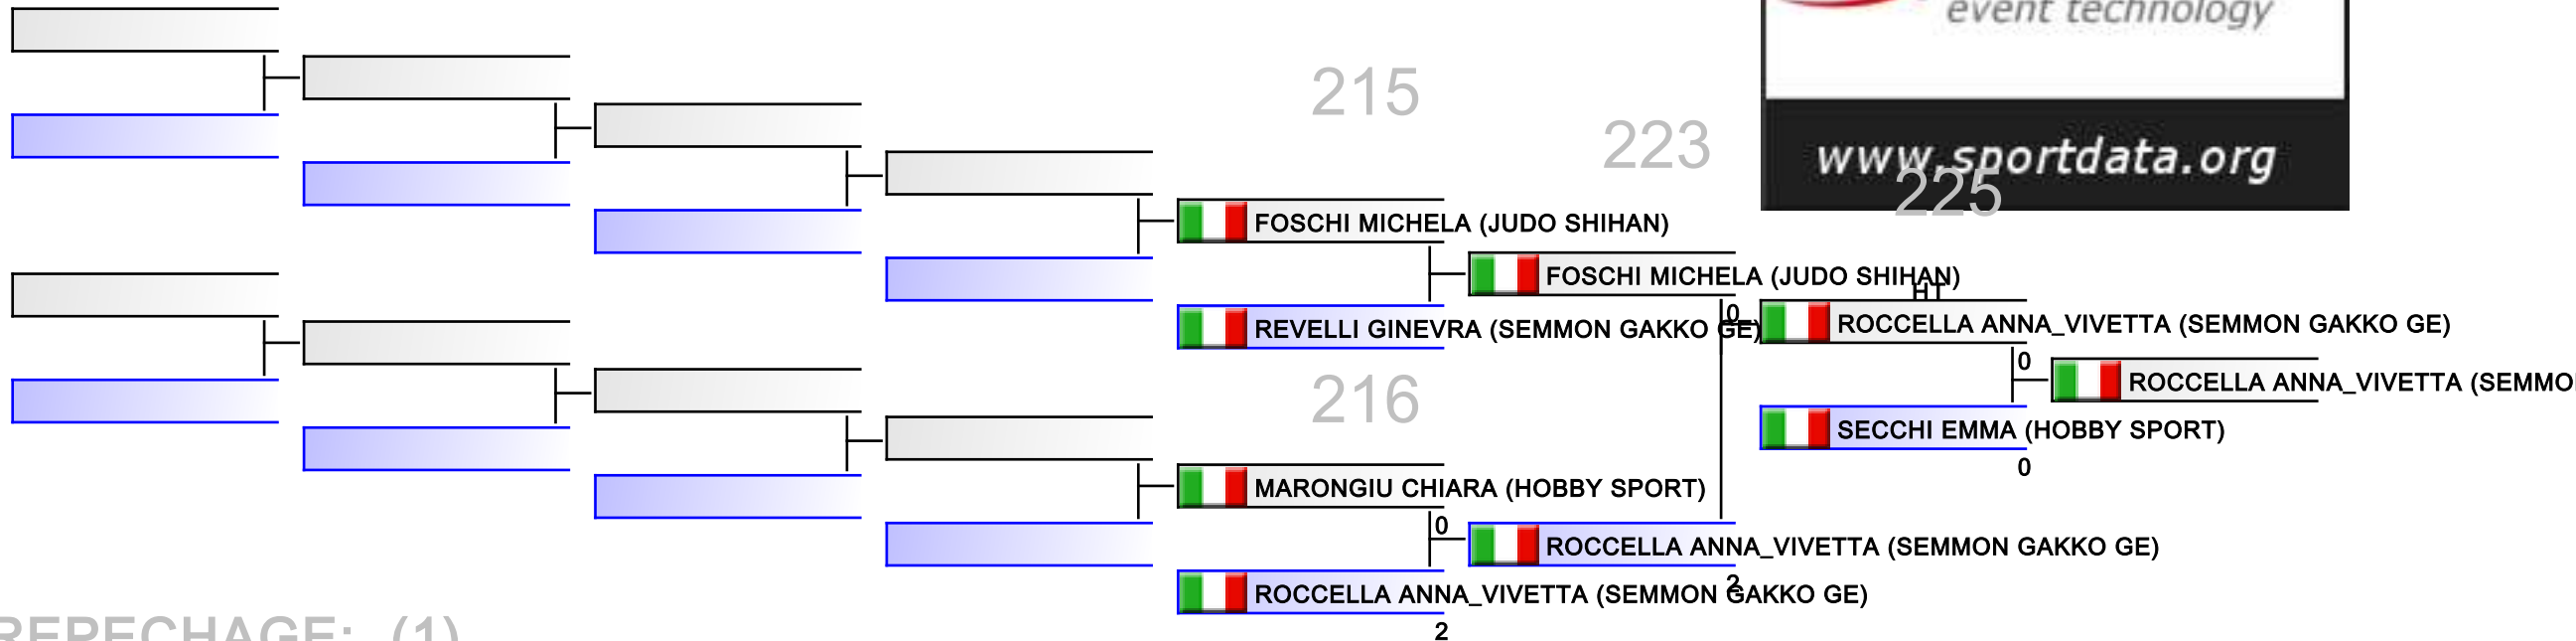 event technology
215
223
www.sportdata.org
225
FOSCHI MICHELA (JUDO SHIHAN)
FOSCHI MICHELA (JUDO SHIHAN)
HT
0
REVELLI GINEVRA (SEMMON GAKKO GE)
ROCCELLA ANNA_VIVETTA (SEMMON GAKKO GE)
0
ROCCELLA ANNA_VIVETTA (SEMMO
216
SECCHI EMMA (HOBBY SPORT)
0
MARONGIU CHIARA (HOBBY SPORT)
0
ROCCELLA ANNA_VIVETTA (SEMMON GAKKO GE)
2
ROCCELLA ANNA_VIVETTA (SEMMON GAKKO GE)
2
REPECHAGE: (1)